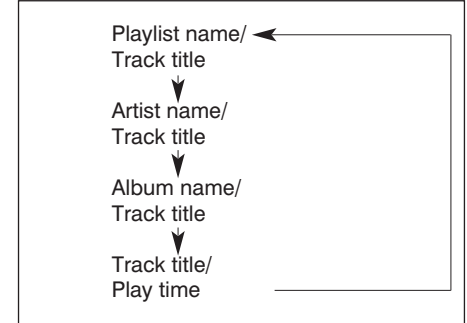 Playlist name/
Track title
Artist name/
Track title
Album name/
Track title
Track title/
Play time